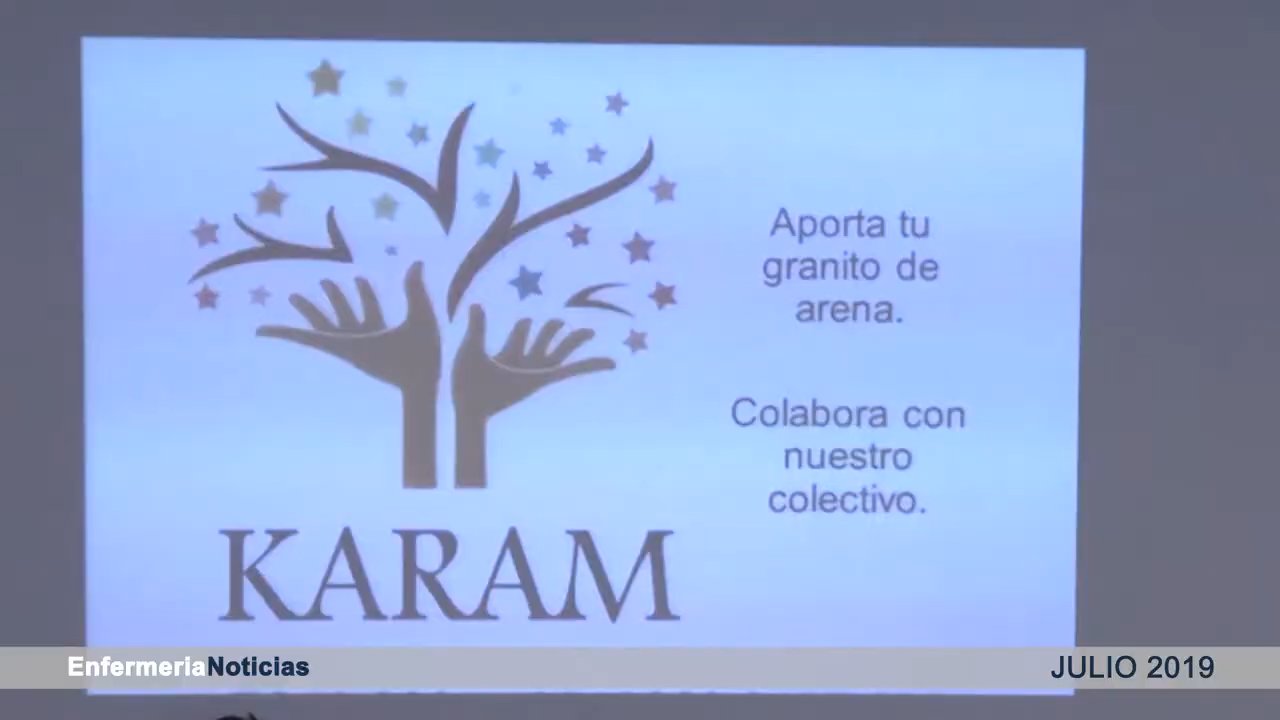 Aporta tu
granito de
arena.
Colabora con
nuestro
colectivo.
KARAM
EnfermeriaNoticias
JULIO 2019